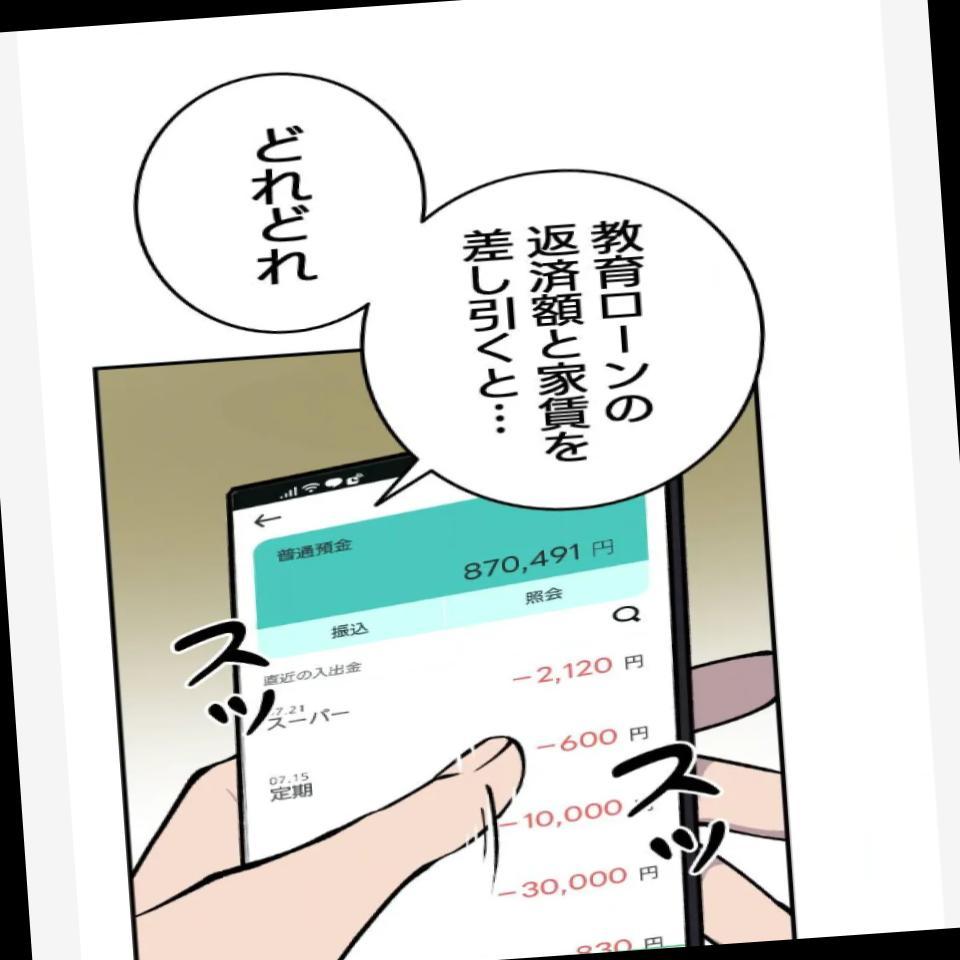 どれどれ
教育ローンの
返済額と家賃を
差し引くと…
普通預金
870,491 円
振込
照会
直近の入出金
-2,120 円
7.21
スーパー
-600 円
07.15
定期
-10,000
-30,000 円
830 円
スッ
スッ